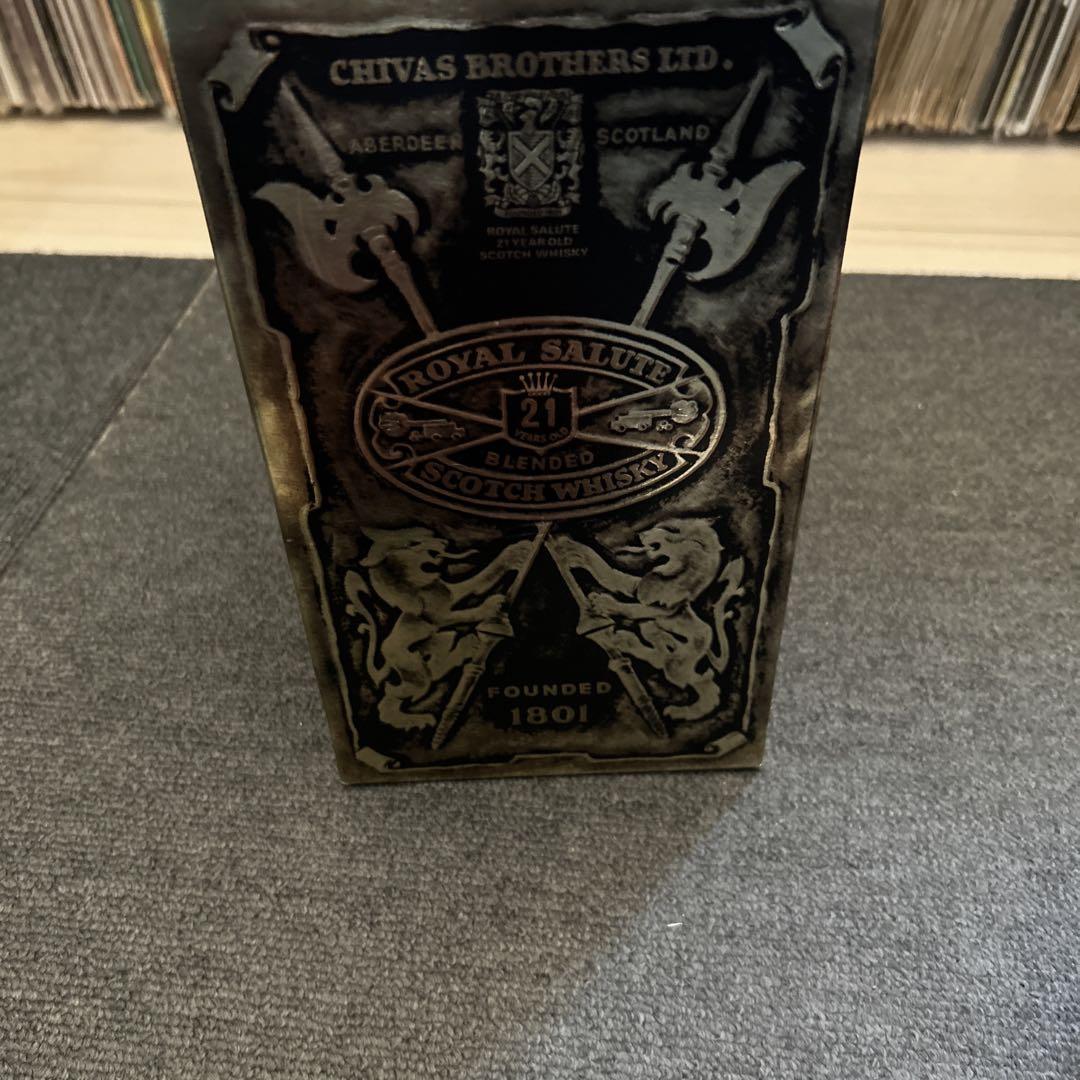 CHIVAS BROTHERS LTD.
ABERDEEN SCOTLAND
ROYAL SALUTE
21 YEAR OLD
SCOTCH WHISKY
ROYAL SALUTE
21
YEARS OLD
BLENDED
SCOTCH WHISKY
FOUNDED
1801